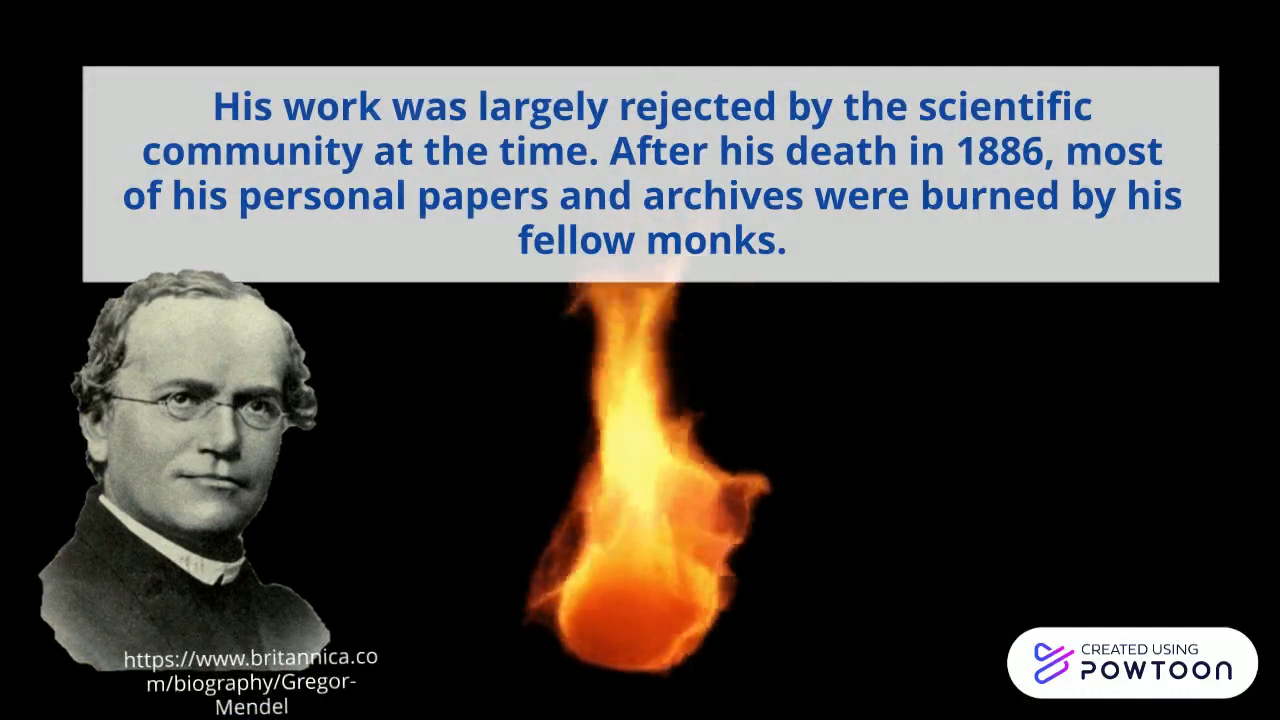 His work was largely rejected by the scientific
community at the time. After his death in 1886, most
of his personal papers and archives were burned by his
fellow monks.
https://www.britannica.co
m/biography/Gregor-
Mendel
CREATED USING
POWTOON